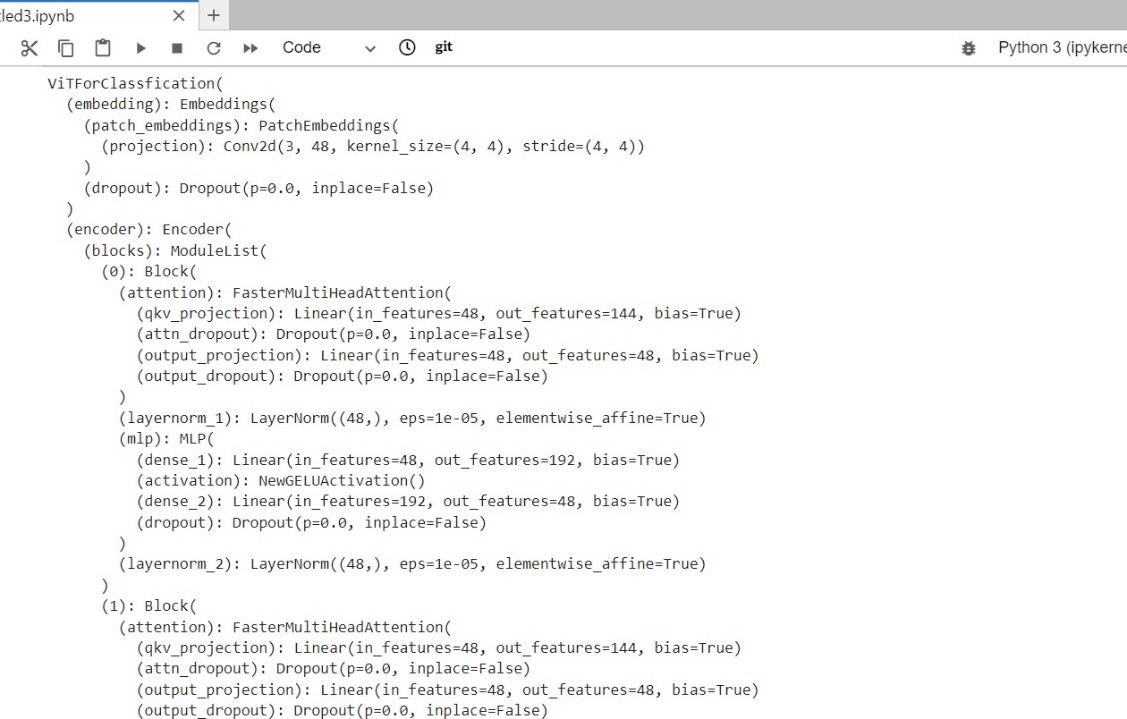 led3.ipynb
Code
git
Python 3 (ipykerne
ViTForClassfication(
  (embedding): Embeddings(
    (patch_embeddings): PatchEmbeddings(
      (projection): Conv2d(3, 48, kernel_size=(4, 4), stride=(4, 4))
    )
    (dropout): Dropout(p=0.0, inplace=False)
  )
  (encoder): Encoder(
    (blocks): ModuleList(
      (0): Block(
        (attention): FasterMultiHeadAttention(
          (qkv_projection): Linear(in_features=48, out_features=144, bias=True)
          (attn_dropout): Dropout(p=0.0, inplace=False)
          (output_projection): Linear(in_features=48, out_features=48, bias=True)
          (output_dropout): Dropout(p=0.0, inplace=False)
        )
        (layernorm_1): LayerNorm((48,), eps=1e-05, elementwise_affine=True)
        (mlp): MLP(
          (dense_1): Linear(in_features=48, out_features=192, bias=True)
          (activation): NewGELUActivation()
          (dense_2): Linear(in_features=192, out_features=48, bias=True)
          (dropout): Dropout(p=0.0, inplace=False)
        )
        (layernorm_2): LayerNorm((48,), eps=1e-05, elementwise_affine=True)
      )
      (1): Block(
        (attention): FasterMultiHeadAttention(
          (qkv_projection): Linear(in_features=48, out_features=144, bias=True)
          (attn_dropout): Dropout(p=0.0, inplace=False)
          (output_projection): Linear(in_features=48, out_features=48, bias=True)
          (output_dropout): Dropout(p=0.0, inplace=False)